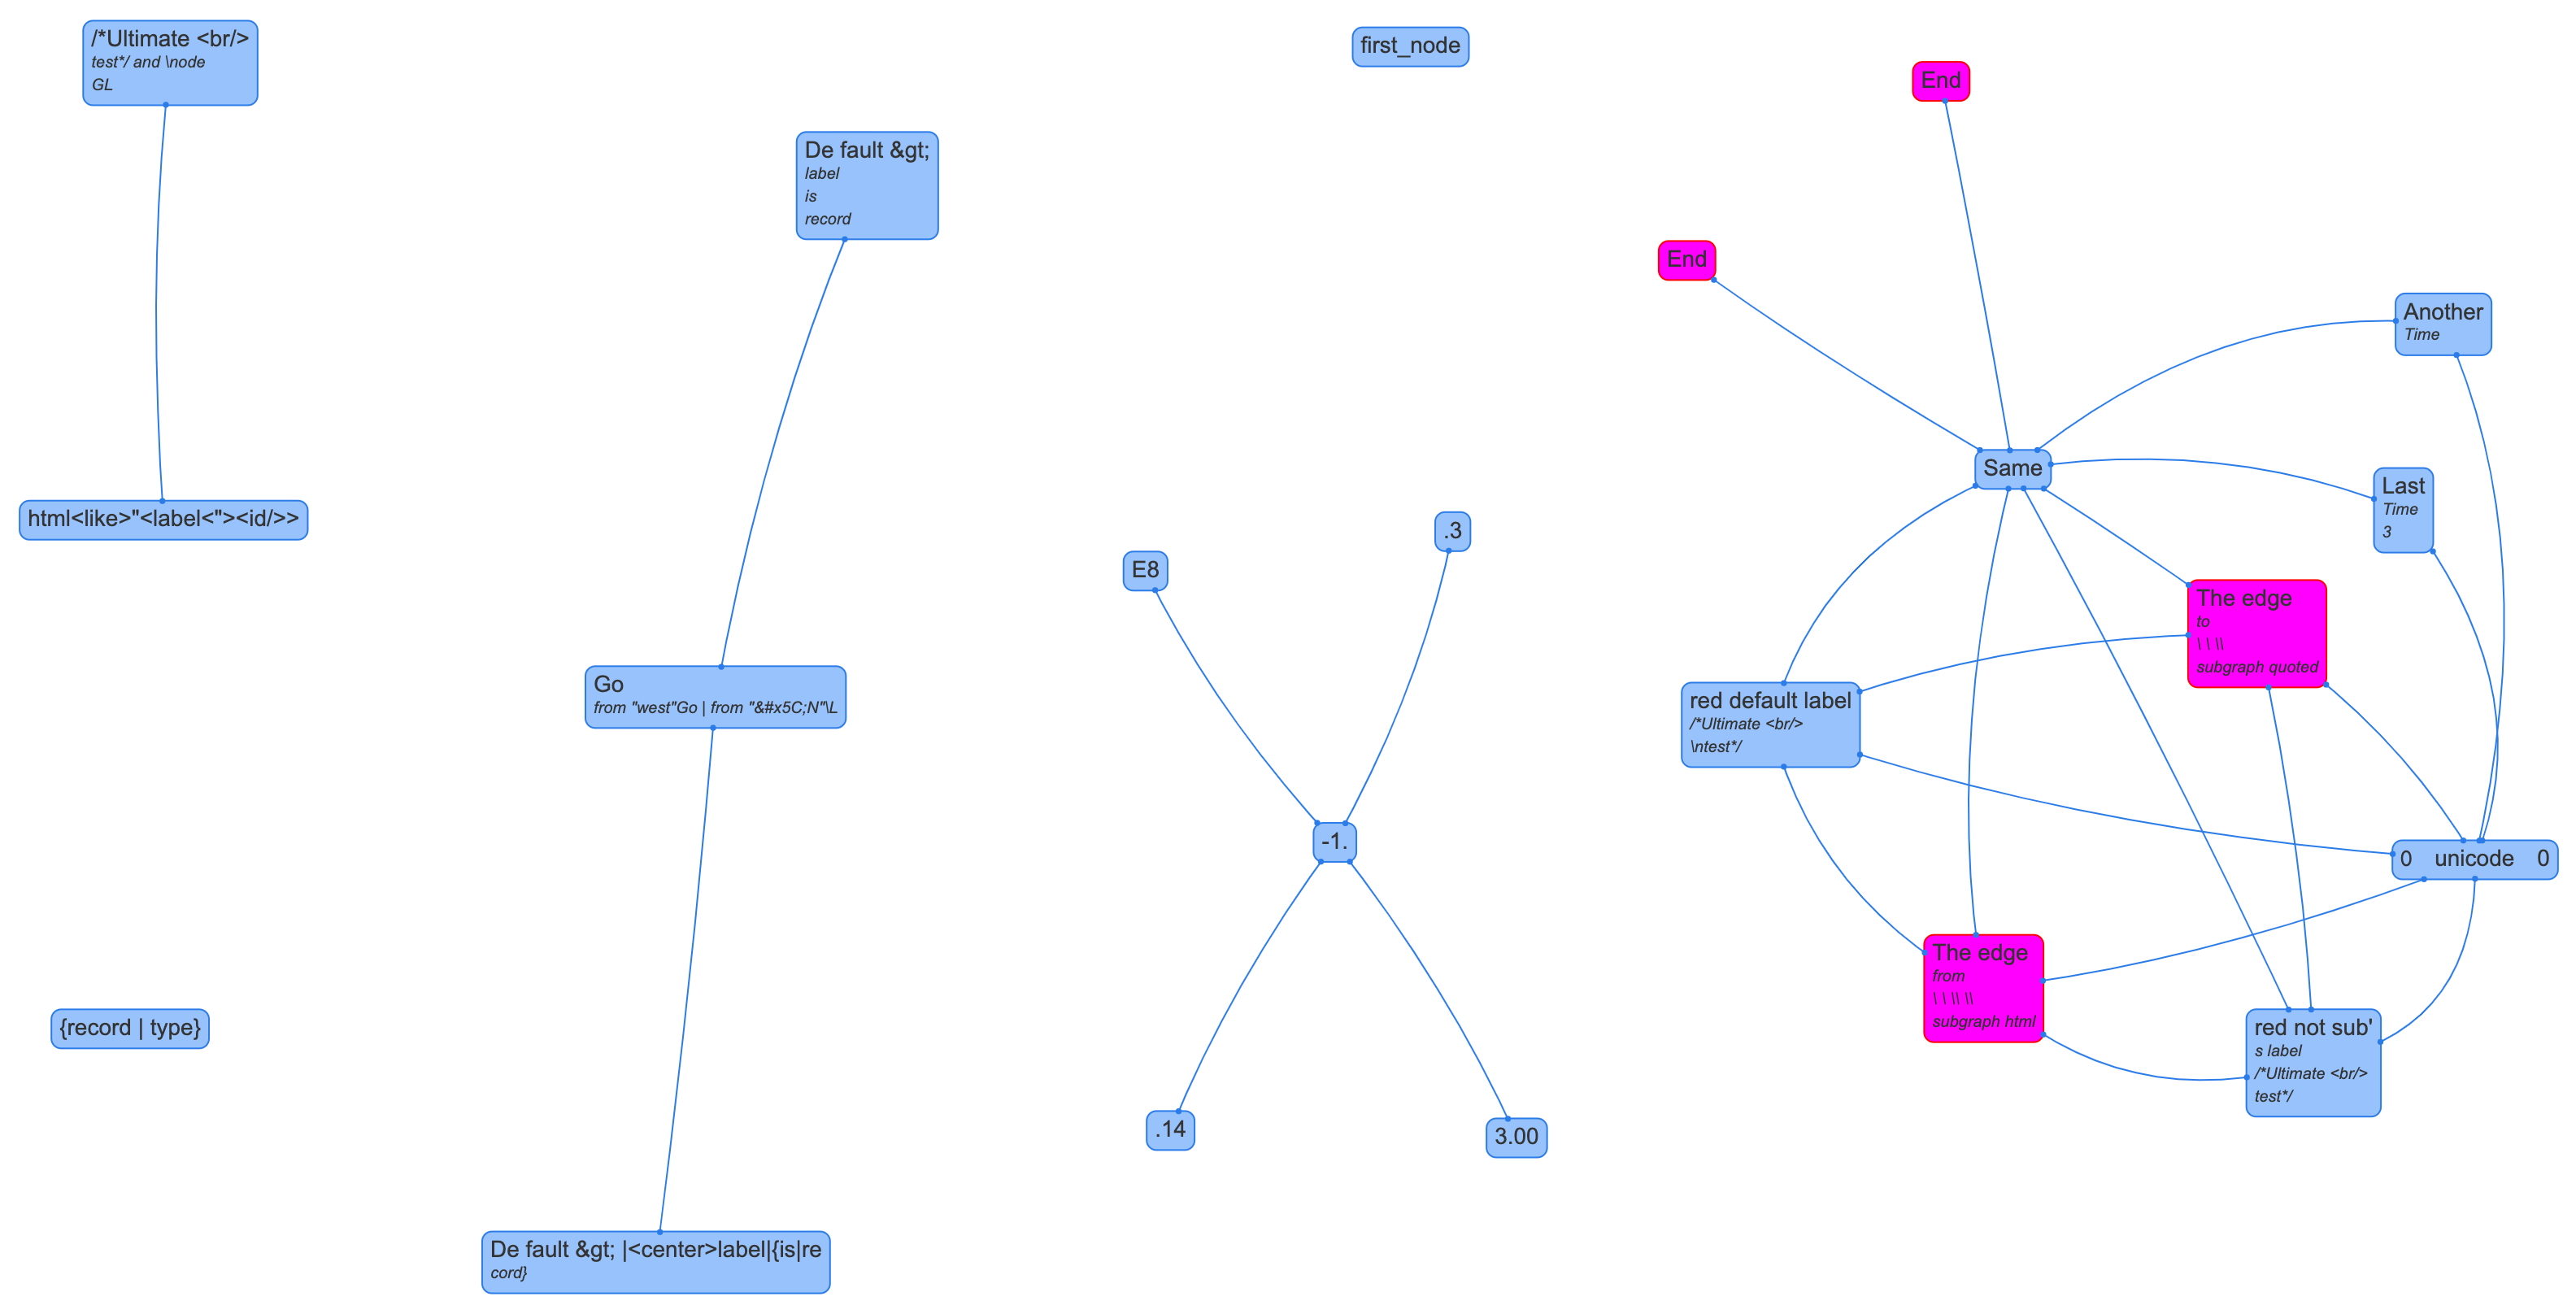 /*Ultimate <br/>
test*/ and \node
GL
html<like>"<label<"><id/>>
{record | type}
De fault &gt;
label
is
record
Go
from "west"Go | from "&#x5C;N"\L
De fault &gt; |<center>label|{is|re
cord}
first_node
E8
.3
-1.
.14
3.00
End
End
Another
Time
Same
Last
Time
3
The edge
to
\ \ \\
subgraph quoted
red default label
/*Ultimate <br/>
\ntest*/
0 unicode 0
The edge
from
\ \ \\ \\
subgraph html
red not sub'
s label
/*Ultimate <br/>
test*/